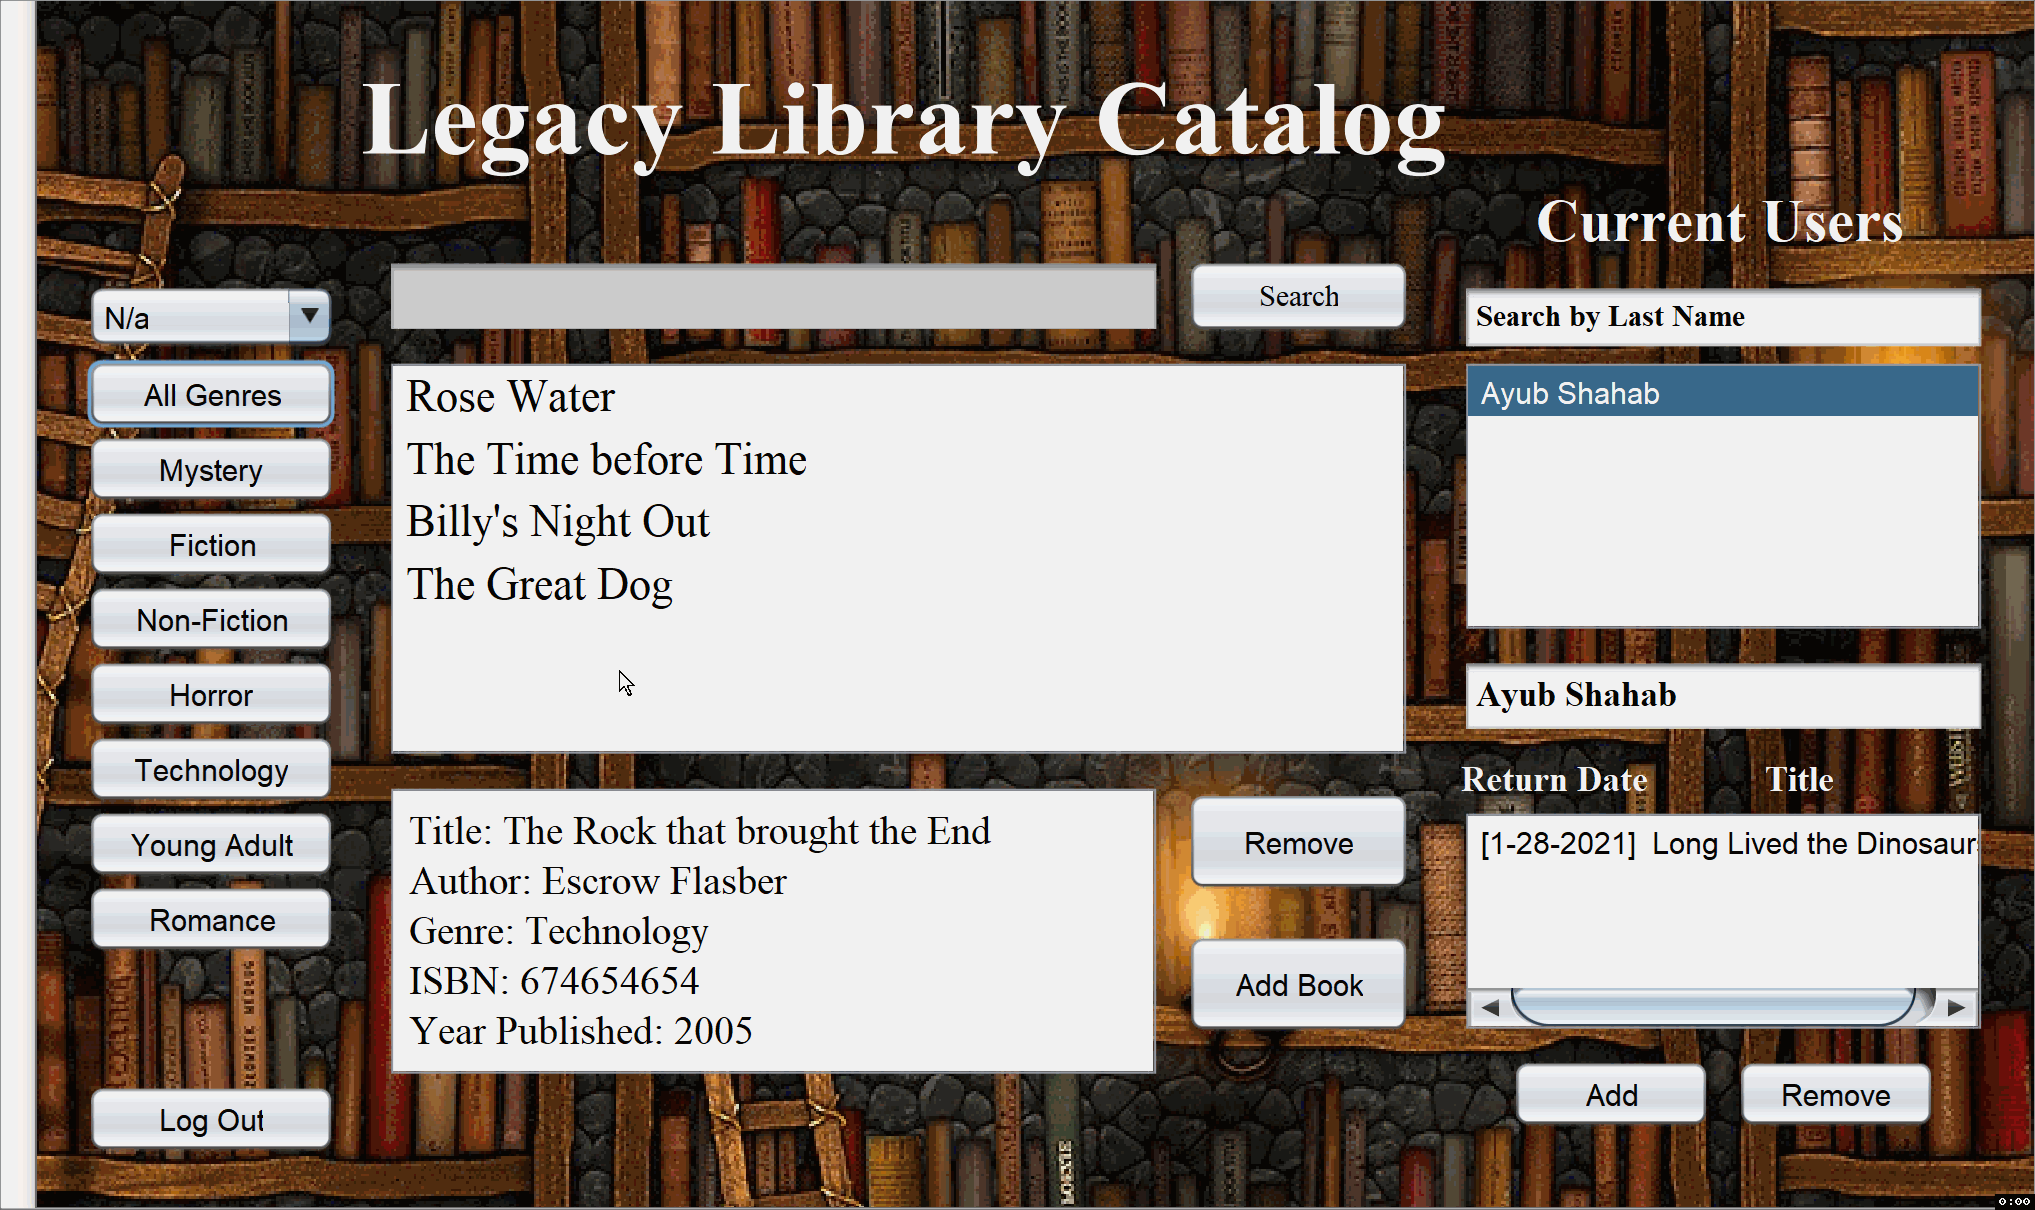 Legacy Library Catalog
Current Users
N/a
Search
Search by Last Name
All Genres
Mystery
Fiction
Non-Fiction
Horror
Technology
Young Adult
Romance
Log Out
Rose Water
The Time before Time
Billy's Night Out
The Great Dog
Title: The Rock that brought the End
Author: Escrow Flasber
Genre: Technology
ISBN: 674654654
Year Published: 2005
Remove
Add Book
Ayub Shahab
Ayub Shahab
Return Date Title
[1-28-2021] Long Lived the Dinosaur
Add
Remove
0:00